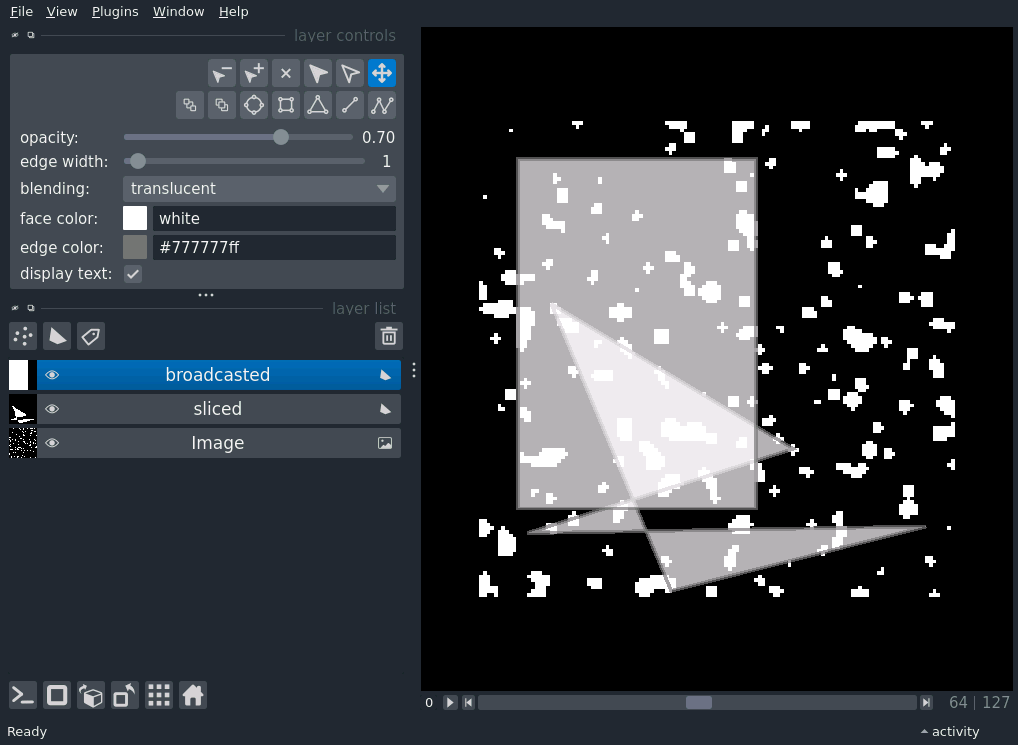 File View Plugins Window Help
layer controls
opacity: 0.70
edge width: 1
blending: translucent
face color: white
edge color: #777777ff
display text:
layer list
broadcasted
sliced
Image
0 64 | 127
Ready activity